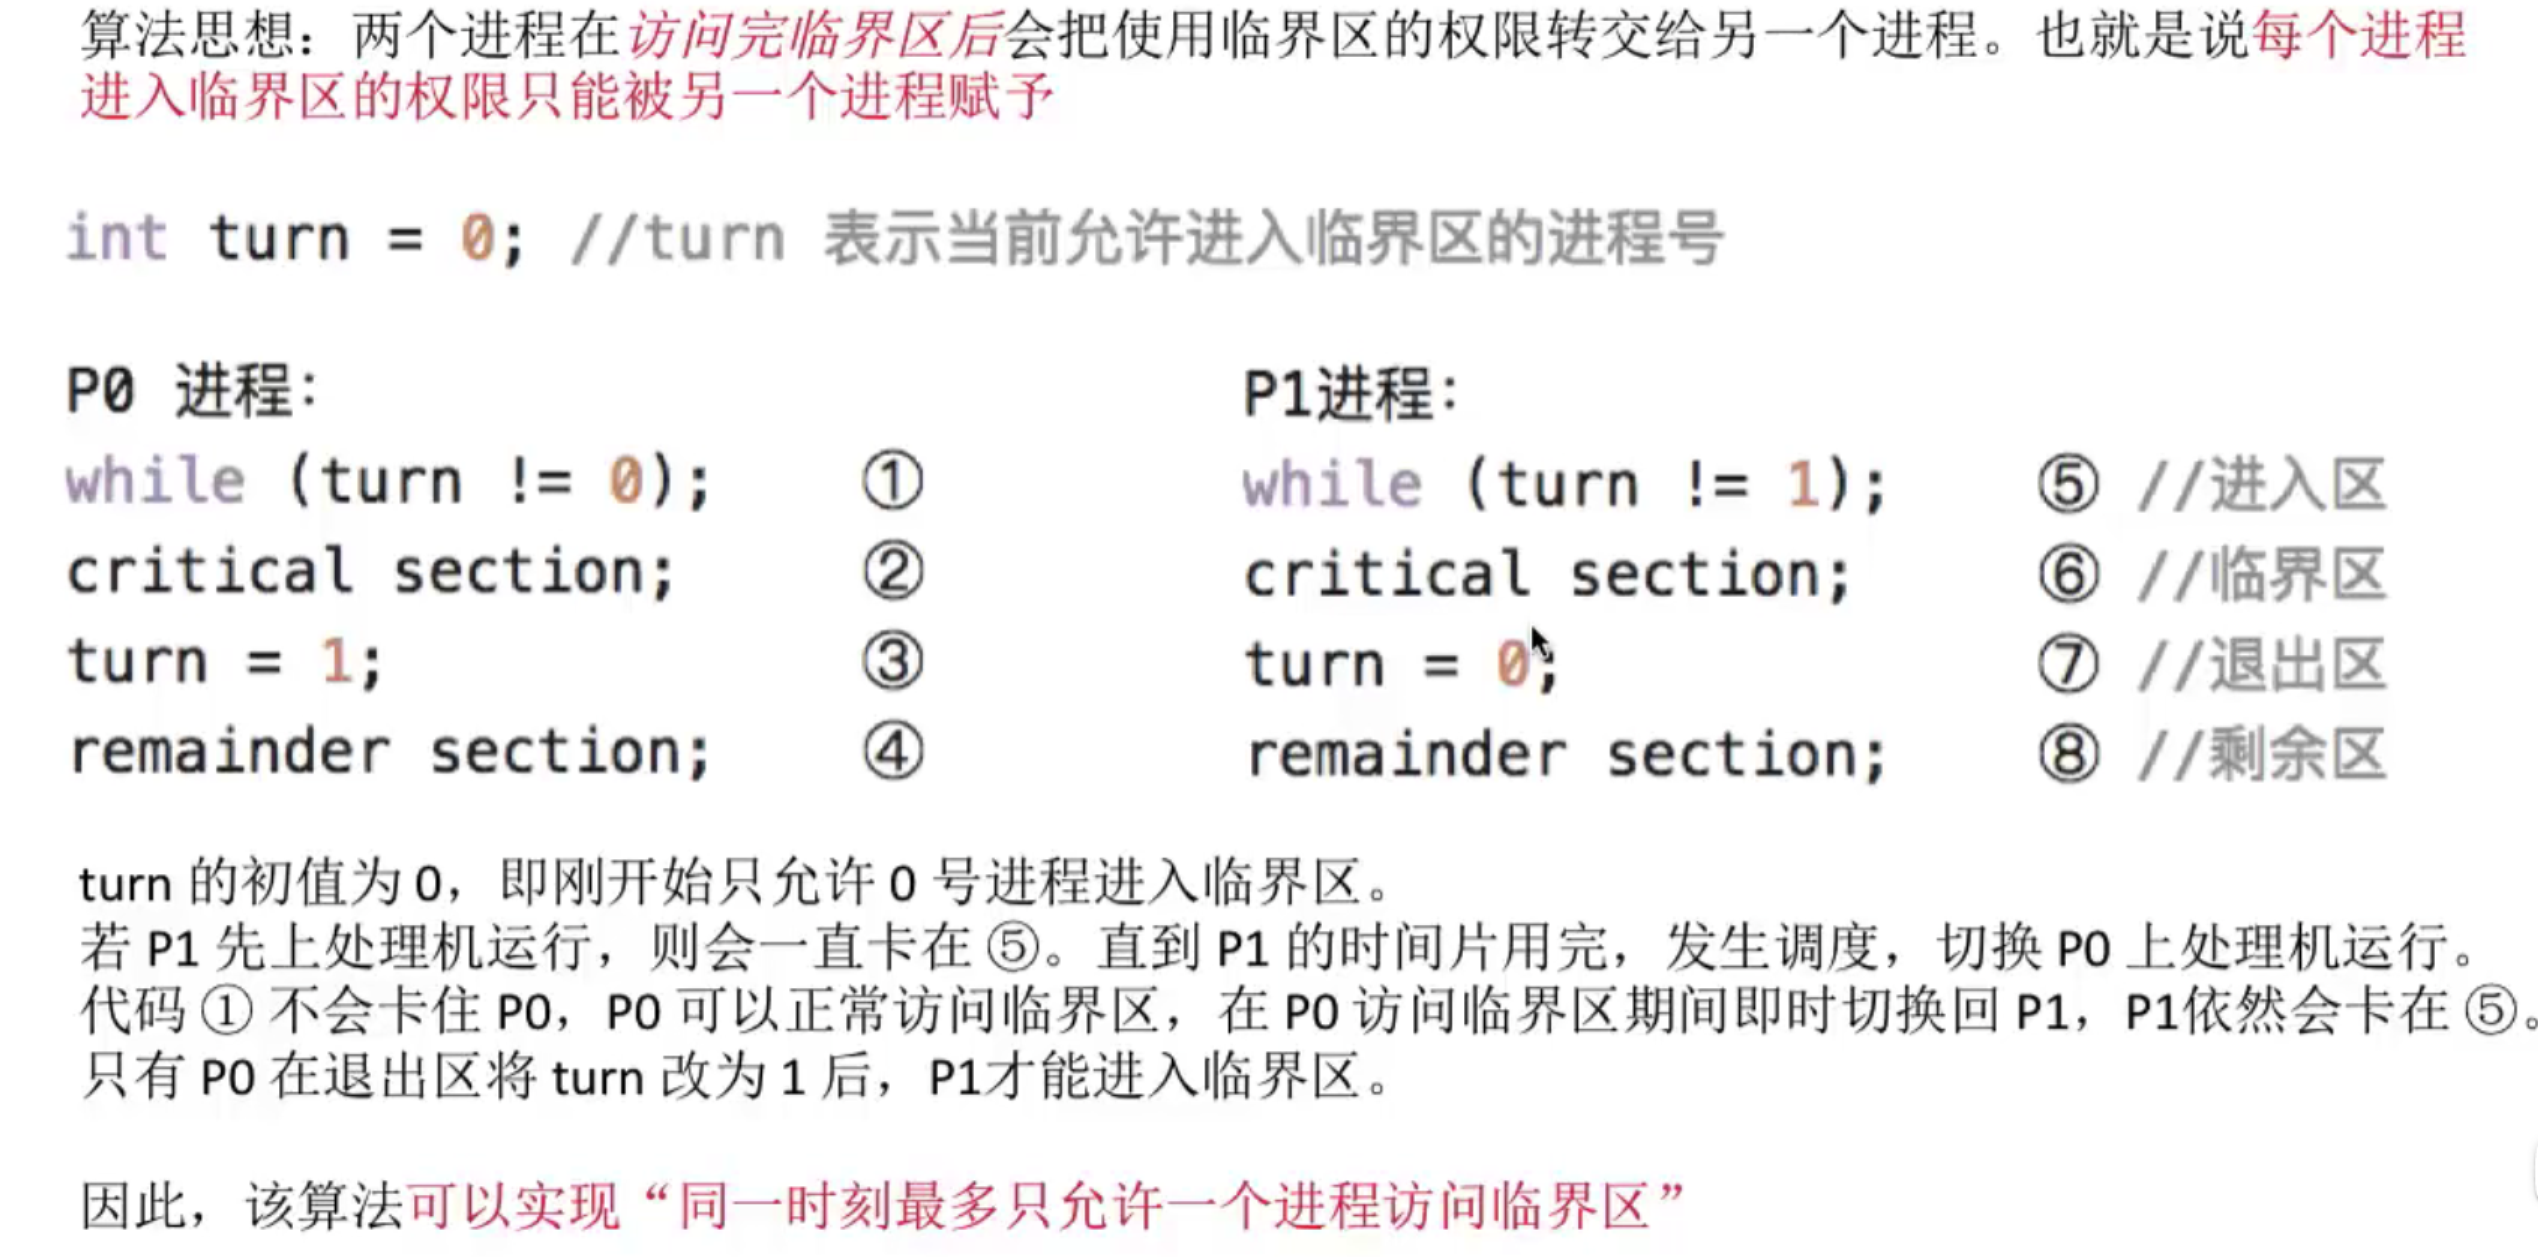 算法思想：两个进程在访问完临界区后会把使用临界区的权限转交给另一个进程。也就是说每个进程
进入临界区的权限只能被另一个进程赋予
int turn = 0; //turn 表示当前允许进入临界区的进程号
P0 进程：
while (turn != 0); ①
critical section; ②
turn = 1; ③
remainder section; ④
P1进程：
while (turn != 1); ⑤ //进入区
critical section; ⑥ //临界区
turn = 0; ⑦ //退出区
remainder section; ⑧ //剩余区
turn 的初值为 0，即刚开始只允许 0 号进程进入临界区。
若 P1 先上处理机运行，则会一直卡在 ⑤。直到 P1 的时间片用完，发生调度，切换 P0 上处理机运行。
代码 ① 不会卡住 P0，P0 可以正常访问临界区，在 P0 访问临界区期间即时切换回 P1，P1依然会卡在 ⑤。
只有 P0 在退出区将 turn 改为 1 后，P1才能进入临界区。
因此，该算法可以实现“同一时刻最多只允许一个进程访问临界区”